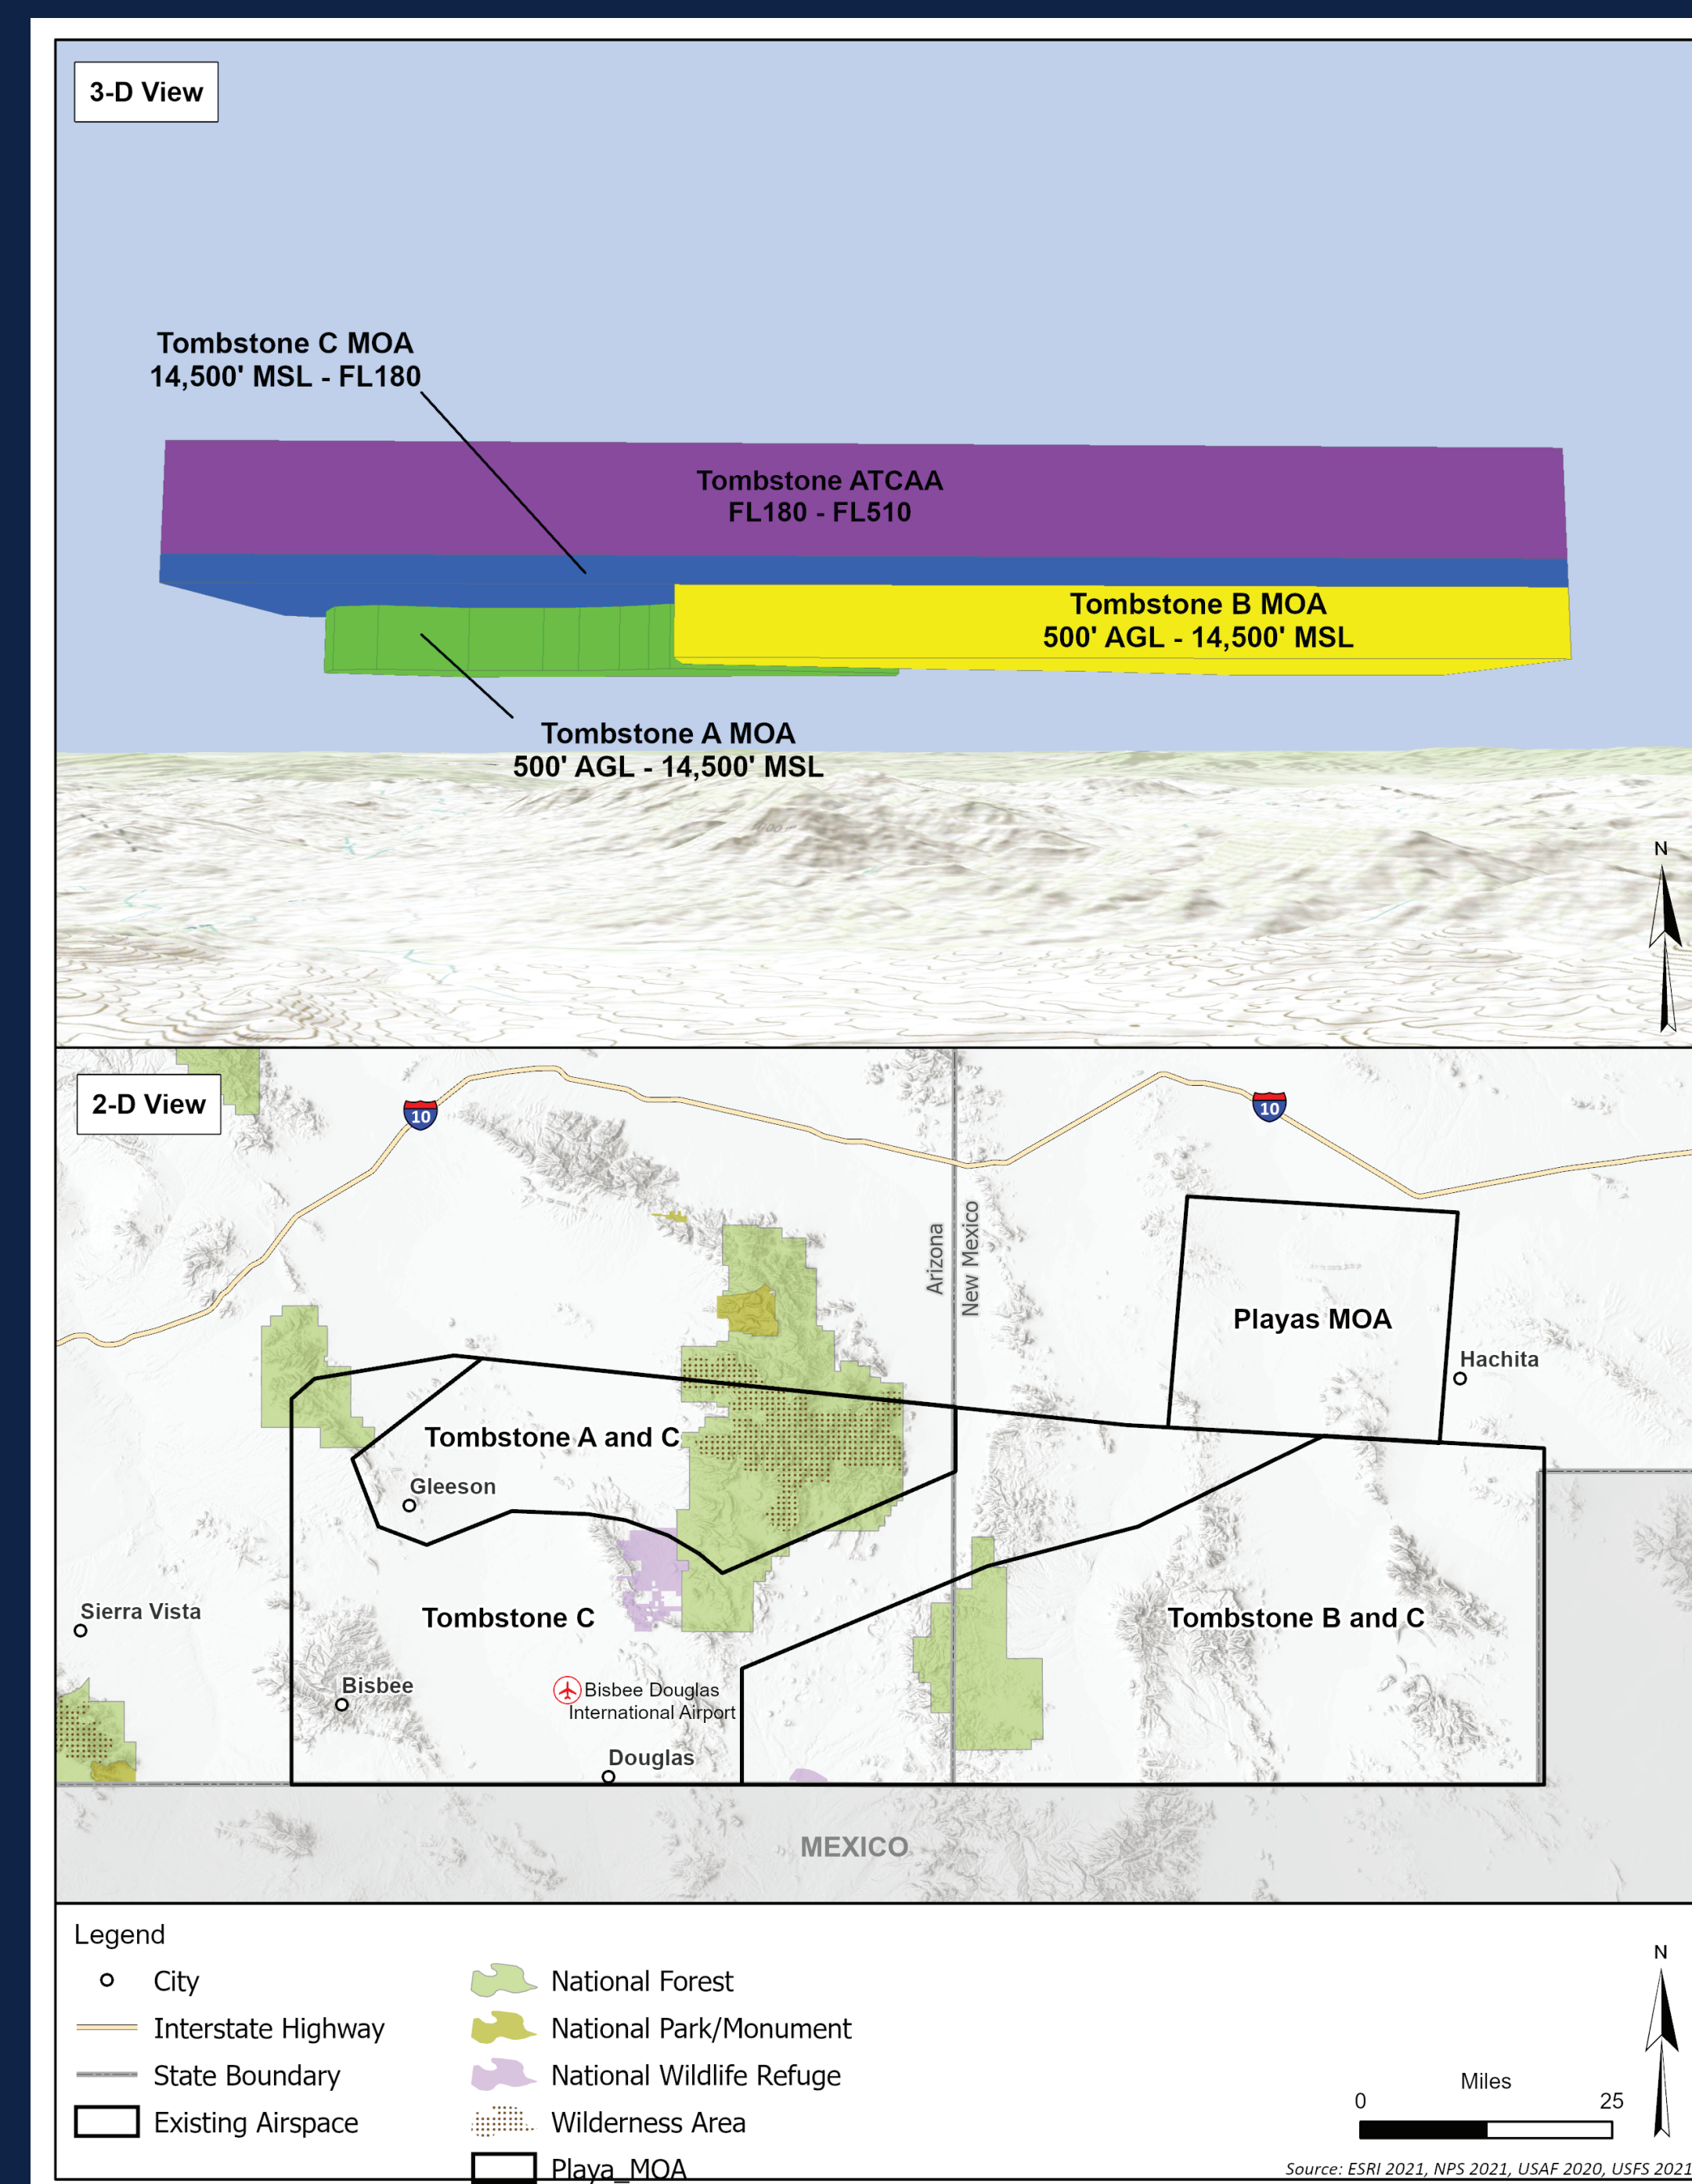 3-D View
Tombstone C MOA
14,500' MSL - FL180
Tombstone ATCAA
FL180 - FL510
Tombstone B MOA
500' AGL - 14,500' MSL
Tombstone A MOA
500' AGL - 14,500' MSL
N
2-D View
10
10
Arizona
New Mexico
Playas MOA
Hachita
Tombstone A and C
Gleeson
Sierra Vista
Tombstone C
Tombstone B and C
Bisbee
Bisbee Douglas
International Airport
Douglas
MEXICO
Legend
City
Interstate Highway
State Boundary
Existing Airspace
National Forest
National Park/Monument
National Wildlife Refuge
Wilderness Area
Playa_MOA
N
Miles
0 25
Source: ESRI 2021, NPS 2021, USAF 2020, USFS 2021